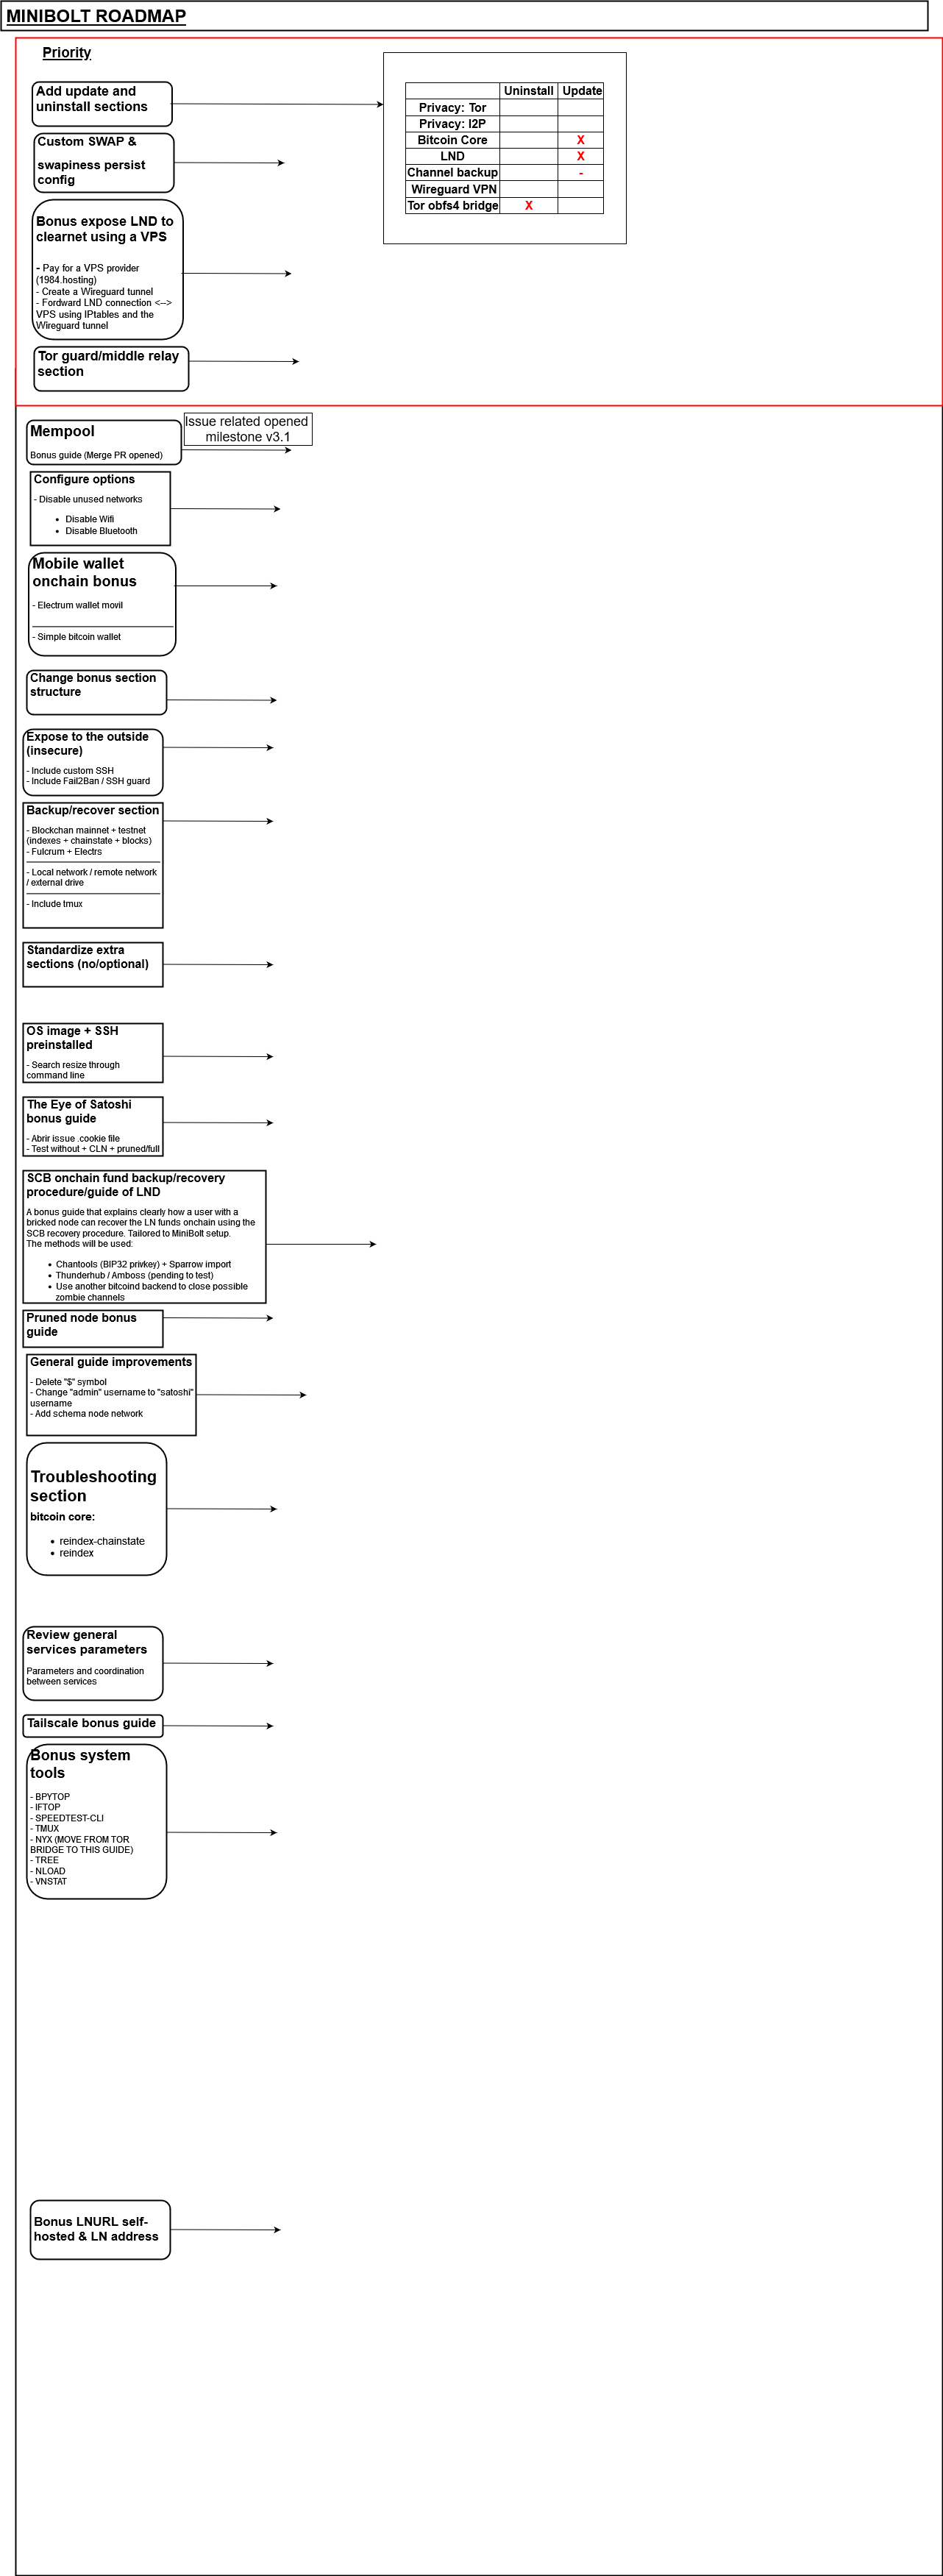 MINIBOLT ROADMAP
Priority
Add update and
uninstall sections
Uninstall Update
Privacy: Tor
Privacy: I2P
Bitcoin Core X
LND X
Channel backup -
Wireguard VPN
Tor obfs4 bridge X
Custom SWAP &
swapiness persist
config
Bonus expose LND to
clearnet using a VPS
- Pay for a VPS provider
(1984.hosting)
- Create a Wireguard tunnel
- Fordward LND connection <-->
VPS using IPtables and the
Wireguard tunnel
Tor guard/middle relay
section
Mempool
Bonus guide (Merge PR opened)
Issue related opened
milestone v3.1
Configure options
- Disable unused networks
• Disable Wifi
• Disable Bluetooth
Mobile wallet
onchain bonus
- Electrum wallet movil
- Simple bitcoin wallet
Change bonus section
structure
Expose to the outside
(insecure)
- Include custom SSH
- Include Fail2Ban / SSH guard
Backup/recover section
- Blockchan mainnet + testnet
(indexes + chainstate + blocks)
- Fulcrum + Electrs
- Local network / remote network
/ external drive
- Include tmux
Standardize extra
sections (no/optional)
OS image + SSH
preinstalled
- Search resize through
command line
The Eye of Satoshi
bonus guide
- Abrir issue .cookie file
- Test without + CLN + pruned/full
SCB onchain fund backup/recovery
procedure/guide of LND
A bonus guide that explains clearly how a user with a
bricked node can recover the LN funds onchain using the
SCB recovery procedure. Tailored to MiniBolt setup.
The methods will be used:
• Chantools (BIP32 privkey) + Sparrow import
• Thunderhub / Amboss (pending to test)
• Use another bitcoind backend to close possible
zombie channels
Pruned node bonus
guide
General guide improvements
- Delete "$" symbol
- Change "admin" username to "satoshi"
username
- Add schema node network
Troubleshooting
section
bitcoin core:
• reindex-chainstate
• reindex
Review general
services parameters
Parameters and coordination
between services
Tailscale bonus guide
Bonus system
tools
- BPYTOP
- IFTOP
- SPEEDTEST-CLI
- TMUX
- NYX (MOVE FROM TOR
BRIDGE TO THIS GUIDE)
- TREE
- NLOAD
- VNSTAT
Bonus LNURL self-
hosted & LN address